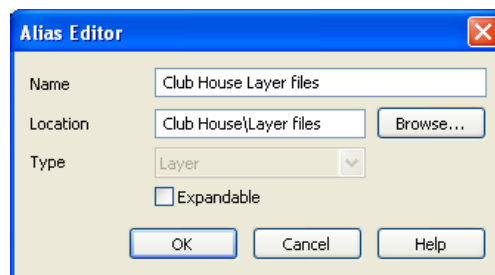 Alias Editor
Name Club House Layer files
Location Club House\Layer files Browse...
Type Layer
Expandable
OK Cancel Help